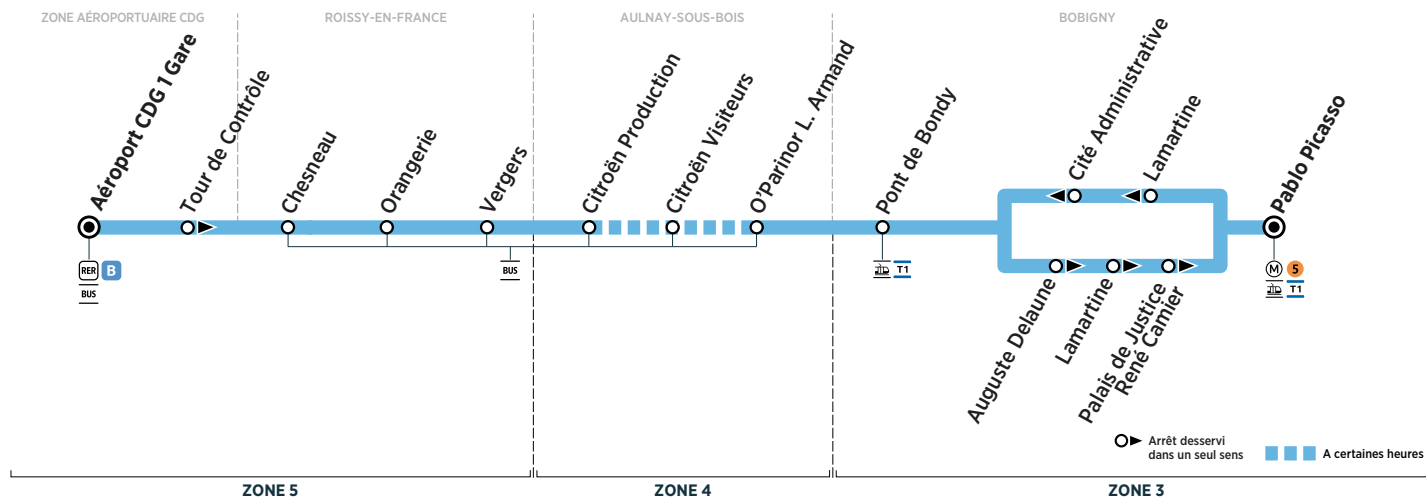 ZONE AÉROPORTUAIRE CDG
ROISSY-EN-FRANCE
AULNAY-SOUS-BOIS
BOBIGNY
Aéroport CDG 1 Gare
Tour de Contrôle
Chesneau
Orangerie
Vergers
Citroën Production
Citroën Visiteurs
O'Parinor L. Armand
Pont de Bondy
Cité Administrative
Lamartine
Pablo Picasso
RER B
BUS
BUS
T1
M 5
T1
Auguste Delaune
Lamartine
Palais de Justice
René Camier
Arrêt desservi
dans un seul sens
A certaines heures
ZONE 5
ZONE 4
ZONE 3